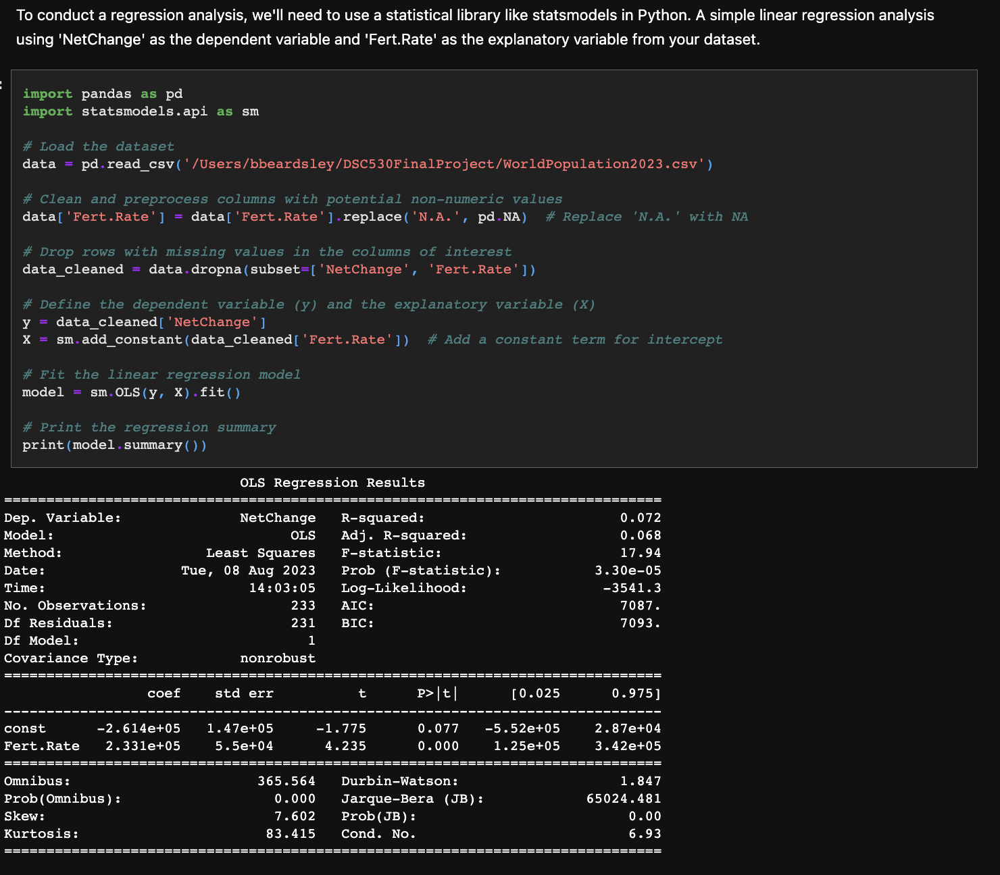 To conduct a regression analysis, we'll need to use a statistical library like statsmodels in Python. A simple linear regression analysis
using 'NetChange' as the dependent variable and 'Fert.Rate' as the explanatory variable from your dataset.
:
import pandas as pd
import statsmodels.api as sm

# Load the dataset
data = pd.read_csv('/Users/bbeardsley/DSC530FinalProject/WorldPopulation2023.csv')

# Clean and preprocess columns with potential non-numeric values
data['Fert.Rate'] = data['Fert.Rate'].replace('N.A.', pd.NA)  # Replace 'N.A.' with NA

# Drop rows with missing values in the columns of interest
data_cleaned = data.dropna(subset=['NetChange', 'Fert.Rate'])

# Define the dependent variable (y) and the explanatory variable (X)
y = data_cleaned['NetChange']
X = sm.add_constant(data_cleaned['Fert.Rate'])  # Add a constant term for intercept

# Fit the linear regression model
model = sm.OLS(y, X).fit()

# Print the regression summary
print(model.summary())

                            OLS Regression Results
==============================================================================
Dep. Variable:              NetChange   R-squared:                       0.072
Model:                            OLS   Adj. R-squared:                  0.068
Method:                 Least Squares   F-statistic:                     17.94
Date:                Tue, 08 Aug 2023   Prob (F-statistic):           3.30e-05
Time:                        14:03:05   Log-Likelihood:                -3541.3
No. Observations:                 233   AIC:                             7087.
Df Residuals:                     231   BIC:                             7093.
Df Model:                           1
Covariance Type:            nonrobust
==============================================================================
                 coef    std err          t      P>|t|      [0.025      0.975]
------------------------------------------------------------------------------
const      -2.614e+05   1.47e+05     -1.775      0.077   -5.52e+05    2.87e+04
Fert.Rate   2.331e+05    5.5e+04      4.235      0.000    1.25e+05    3.42e+05
==============================================================================
Omnibus:                      365.564   Durbin-Watson:                   1.847
Prob(Omnibus):                  0.000   Jarque-Bera (JB):            65024.481
Skew:                           7.602   Prob(JB):                         0.00
Kurtosis:                      83.415   Cond. No.                         6.93
==============================================================================